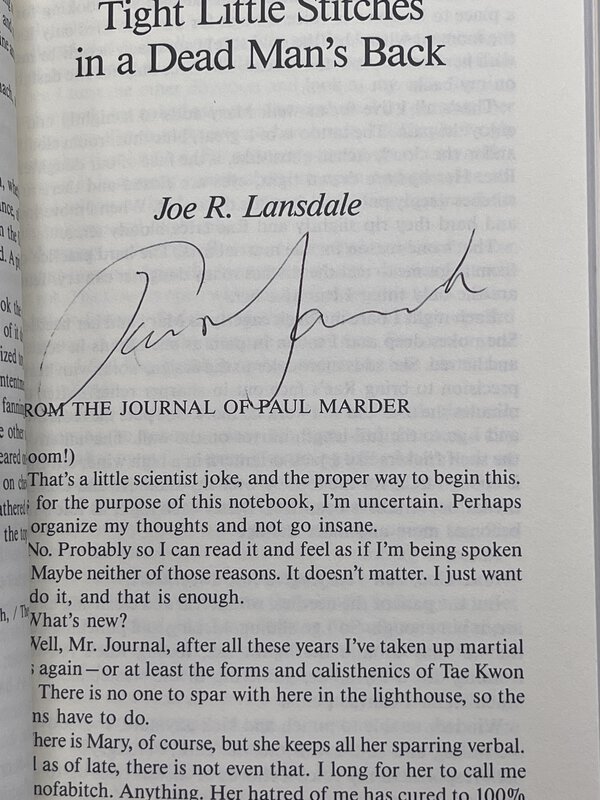 Tight Little Stitches
in a Dead Man's Back
Joe R. Lansdale
ROM THE JOURNAL OF PAUL MARDER
oom!)
That's a little scientist joke, and the proper way to begin this.
for the purpose of this notebook, I'm uncertain. Perhaps
organize my thoughts and not go insane.
No. Probably so I can read it and feel as if I'm being spoken
Maybe neither of those reasons. It doesn't matter. I just want
do it, and that is enough.
What's new?
Well, Mr. Journal, after all these years I've taken up martial
s again—or at least the forms and calisthenics of Tae Kwon
There is no one to spar with here in the lighthouse, so the
ms have to do.
There is Mary, of course, but she keeps all her sparring verbal.
d as of late, there is not even that. I long for her to call me
nofabitch. Anything. Her hatred of me has cured to 100%